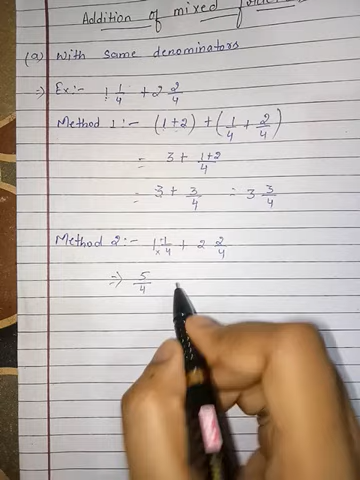 Addition of mixed
(a) With same denominators
⇒ Ex:- 1 1/4 + 2 2/4
Method 1:- (1+2) + (1/4 + 2/4)
= 3 + 1+2/4
= 3 + 3/4 = 3 3/4
Method 2:- 1 1/4 + 2 2/4
⇒ 5/4